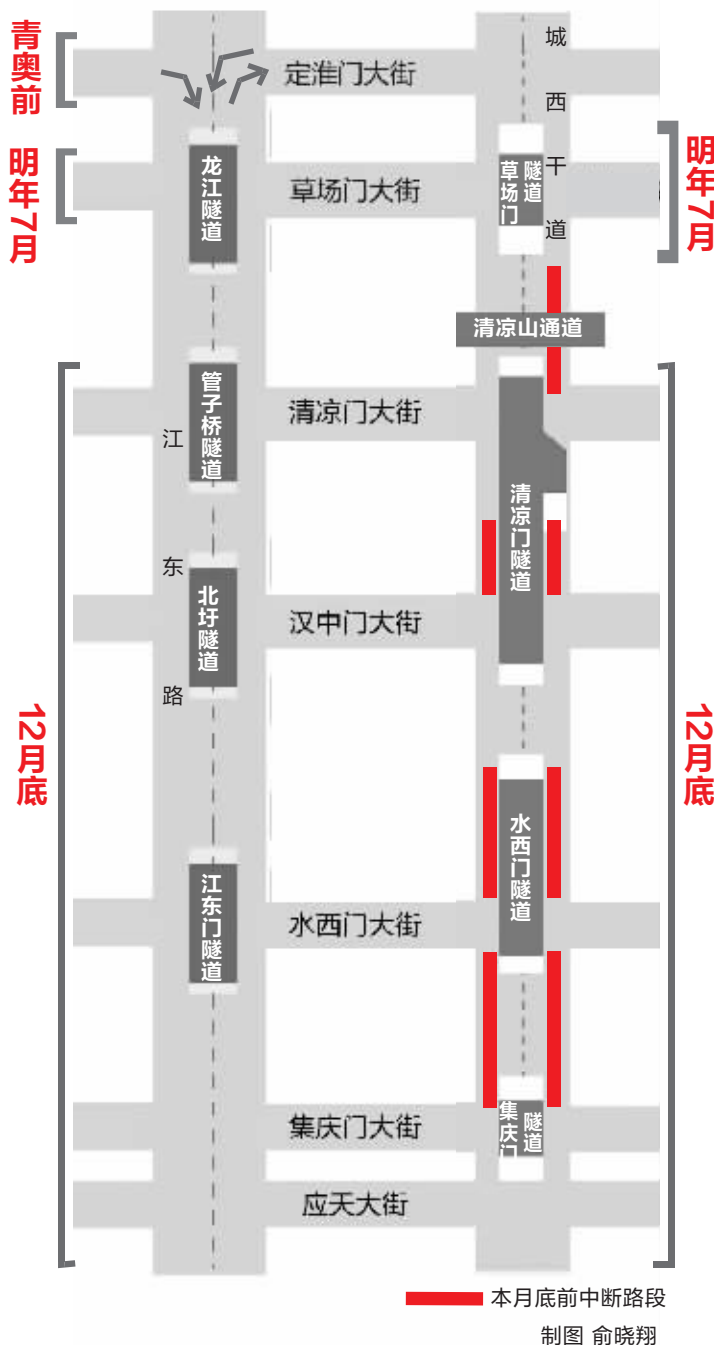 青奥前
城西干道
定淮门大街
明年7月
龙江隧道
草场门大街
草场门隧道
明年7月
清凉山通道
管子桥隧道
清凉门大街
江东路
清凉门隧道
北圩隧道
汉中门大街
12月底
12月底
水西门隧道
江东门隧道
水西门大街
集庆门大街
集庆门隧道
应天大街
本月底前中断路段
制图 俞晓翔